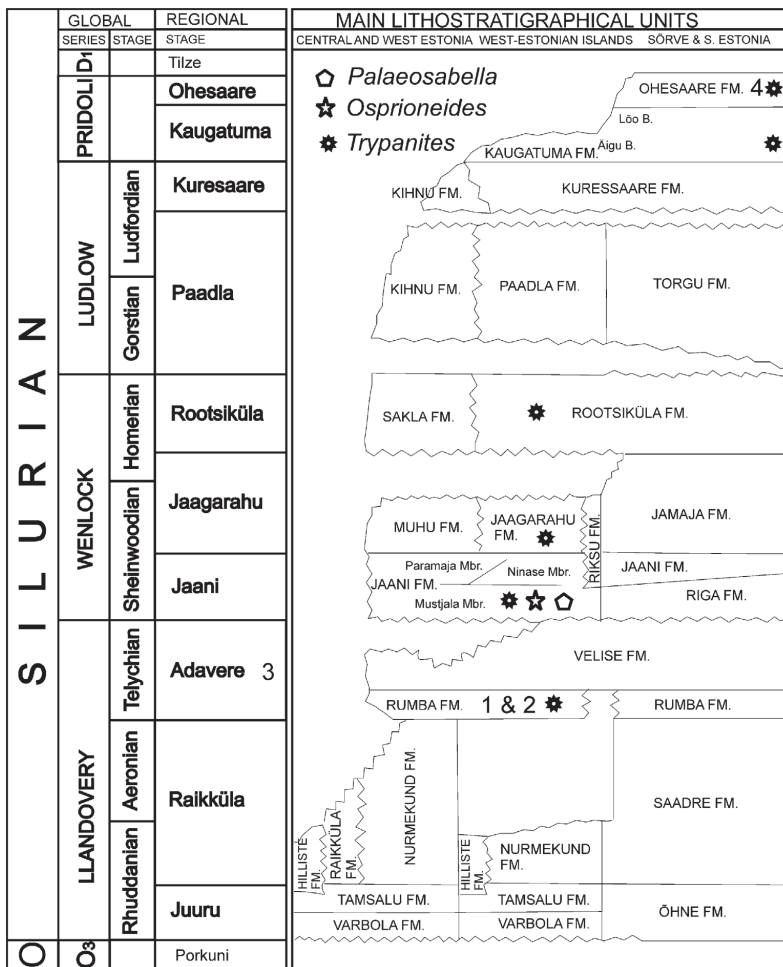 GLOBAL REGIONAL MAIN LITHOSTRATIGRAPHICAL UNITS
SERIES STAGE STAGE CENTRAL AND WEST ESTONIA WEST-ESTONIAN ISLANDS SÖRVE & S. ESTONIA
SILURIAN
O
D1
PRIDOLI
LUDLOW
WENLOCK
LLANDOVERY
O3
Ludfordian
Gorstian
Homerian
Sheinwoodian
Telychian
Aeronian
Rhuddanian
Tilze
Ohesaare
Kaugatuma
Kuresaare
Paadla
Rootsiküla
Jaagarahu
Jaani
Adavere 3
Raikküla
Juuru
Porkuni
Palaeosabella
Osprioneides
Trypanites
OHESAARE FM. 4
Lõo B.
KAUGATUMA FM. Äigu B.
KIHNU FM. KURESSAARE FM.
KIHNU FM. PAADLA FM. TORGU FM.
SAKLA FM. ROOTSIKÜLA FM.
MUHU FM. JAAGARAHU FM. RIKSU FM. JAMAJA FM.
Paramaja Mbr. Ninase Mbr.
JAANI FM. JAANI FM.
Mustjala Mbr. RIGA FM.
VELISE FM.
RUMBA FM. 1 & 2 RUMBA FM.
HILLISTE FM.
RAIKKÜLA FM.
NURMEKUND FM.
HILLISTE FM.
NURMEKUND FM.
SAADRE FM.
TAMSALU FM. TAMSALU FM.
ÕHNE FM.
VARBOLA FM. VARBOLA FM.